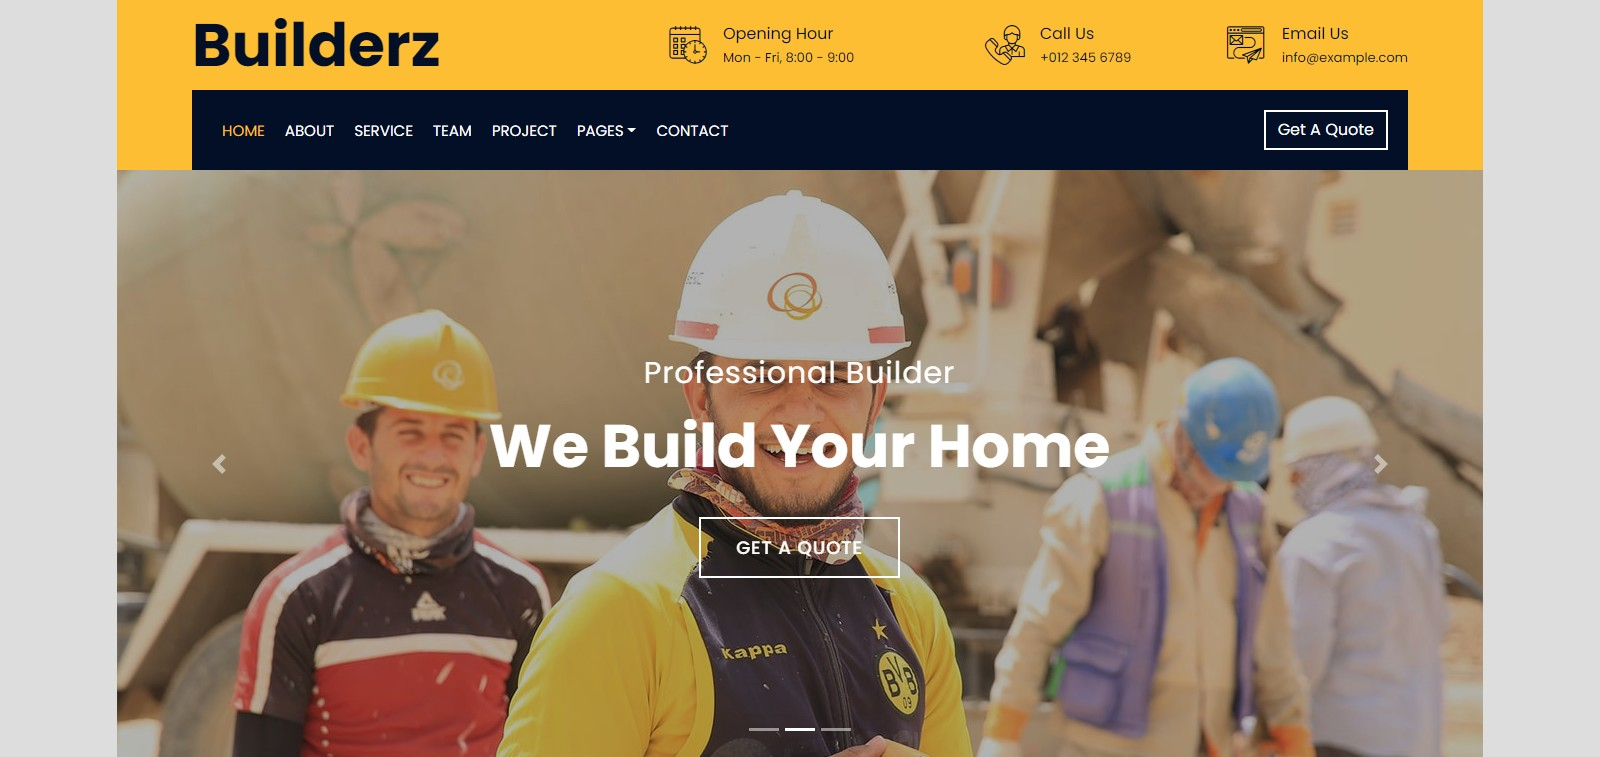 Builderz
Opening Hour
Mon - Fri, 8:00 - 9:00
Call Us
+012 345 6789
Email Us
info@example.com
HOME ABOUT SERVICE TEAM PROJECT PAGES CONTACT
Get A Quote
Professional Builder
We Build Your Home
GET A QUOTE
Kappa
BVB
09